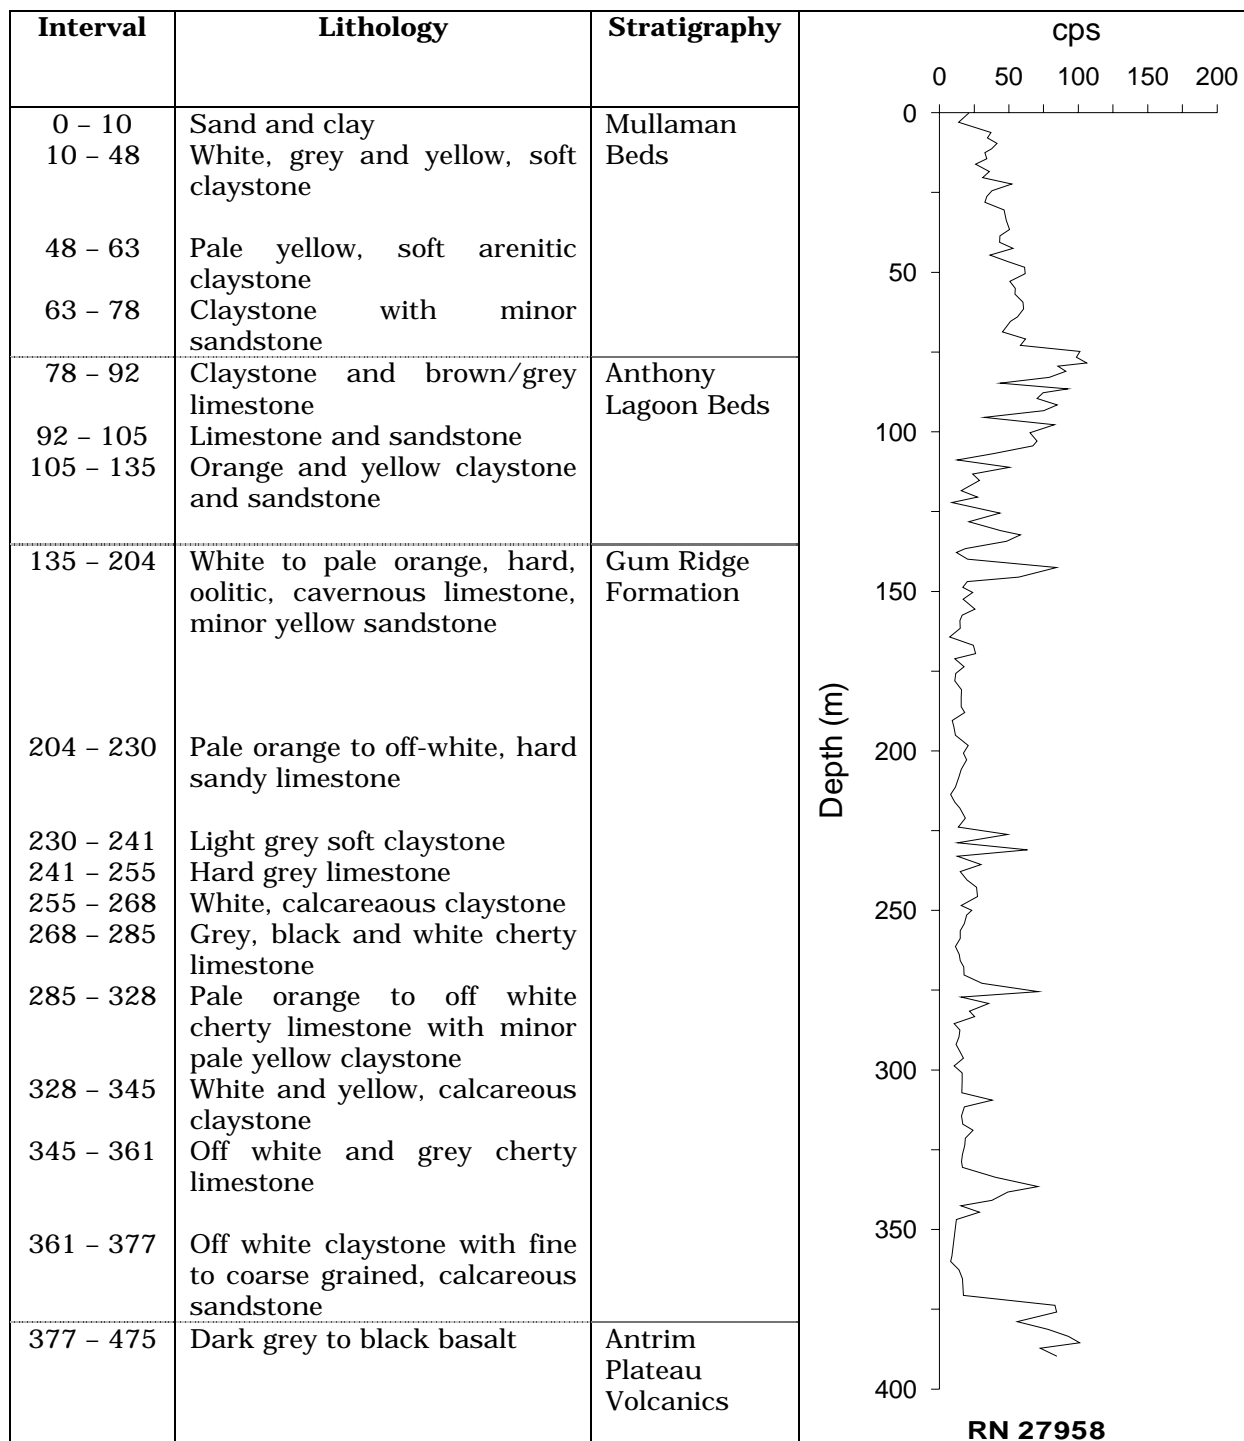 Interval Lithology Stratigraphy
0 – 10 Sand and clay Mullaman
10 – 48 White, grey and yellow, soft Beds
claystone
48 – 63 Pale yellow, soft arenitic
claystone
63 – 78 Claystone with minor
sandstone
78 – 92 Claystone and brown/grey Anthony
limestone Lagoon Beds
92 – 105 Limestone and sandstone
105 – 135 Orange and yellow claystone
and sandstone
135 – 204 White to pale orange, hard, Gum Ridge
oolitic, cavernous limestone, Formation
minor yellow sandstone
204 – 230 Pale orange to off-white, hard
sandy limestone
230 – 241 Light grey soft claystone
241 – 255 Hard grey limestone
255 – 268 White, calcareaous claystone
268 – 285 Grey, black and white cherty
limestone
285 – 328 Pale orange to off white
cherty limestone with minor
pale yellow claystone
328 – 345 White and yellow, calcareous
claystone
345 – 361 Off white and grey cherty
limestone
361 – 377 Off white claystone with fine
to coarse grained, calcareous
sandstone
377 – 475 Dark grey to black basalt Antrim
Plateau
Volcanics
cps
0 50 100 150 200
0
50
100
150
200
250
300
350
400
Depth (m)
RN 27958